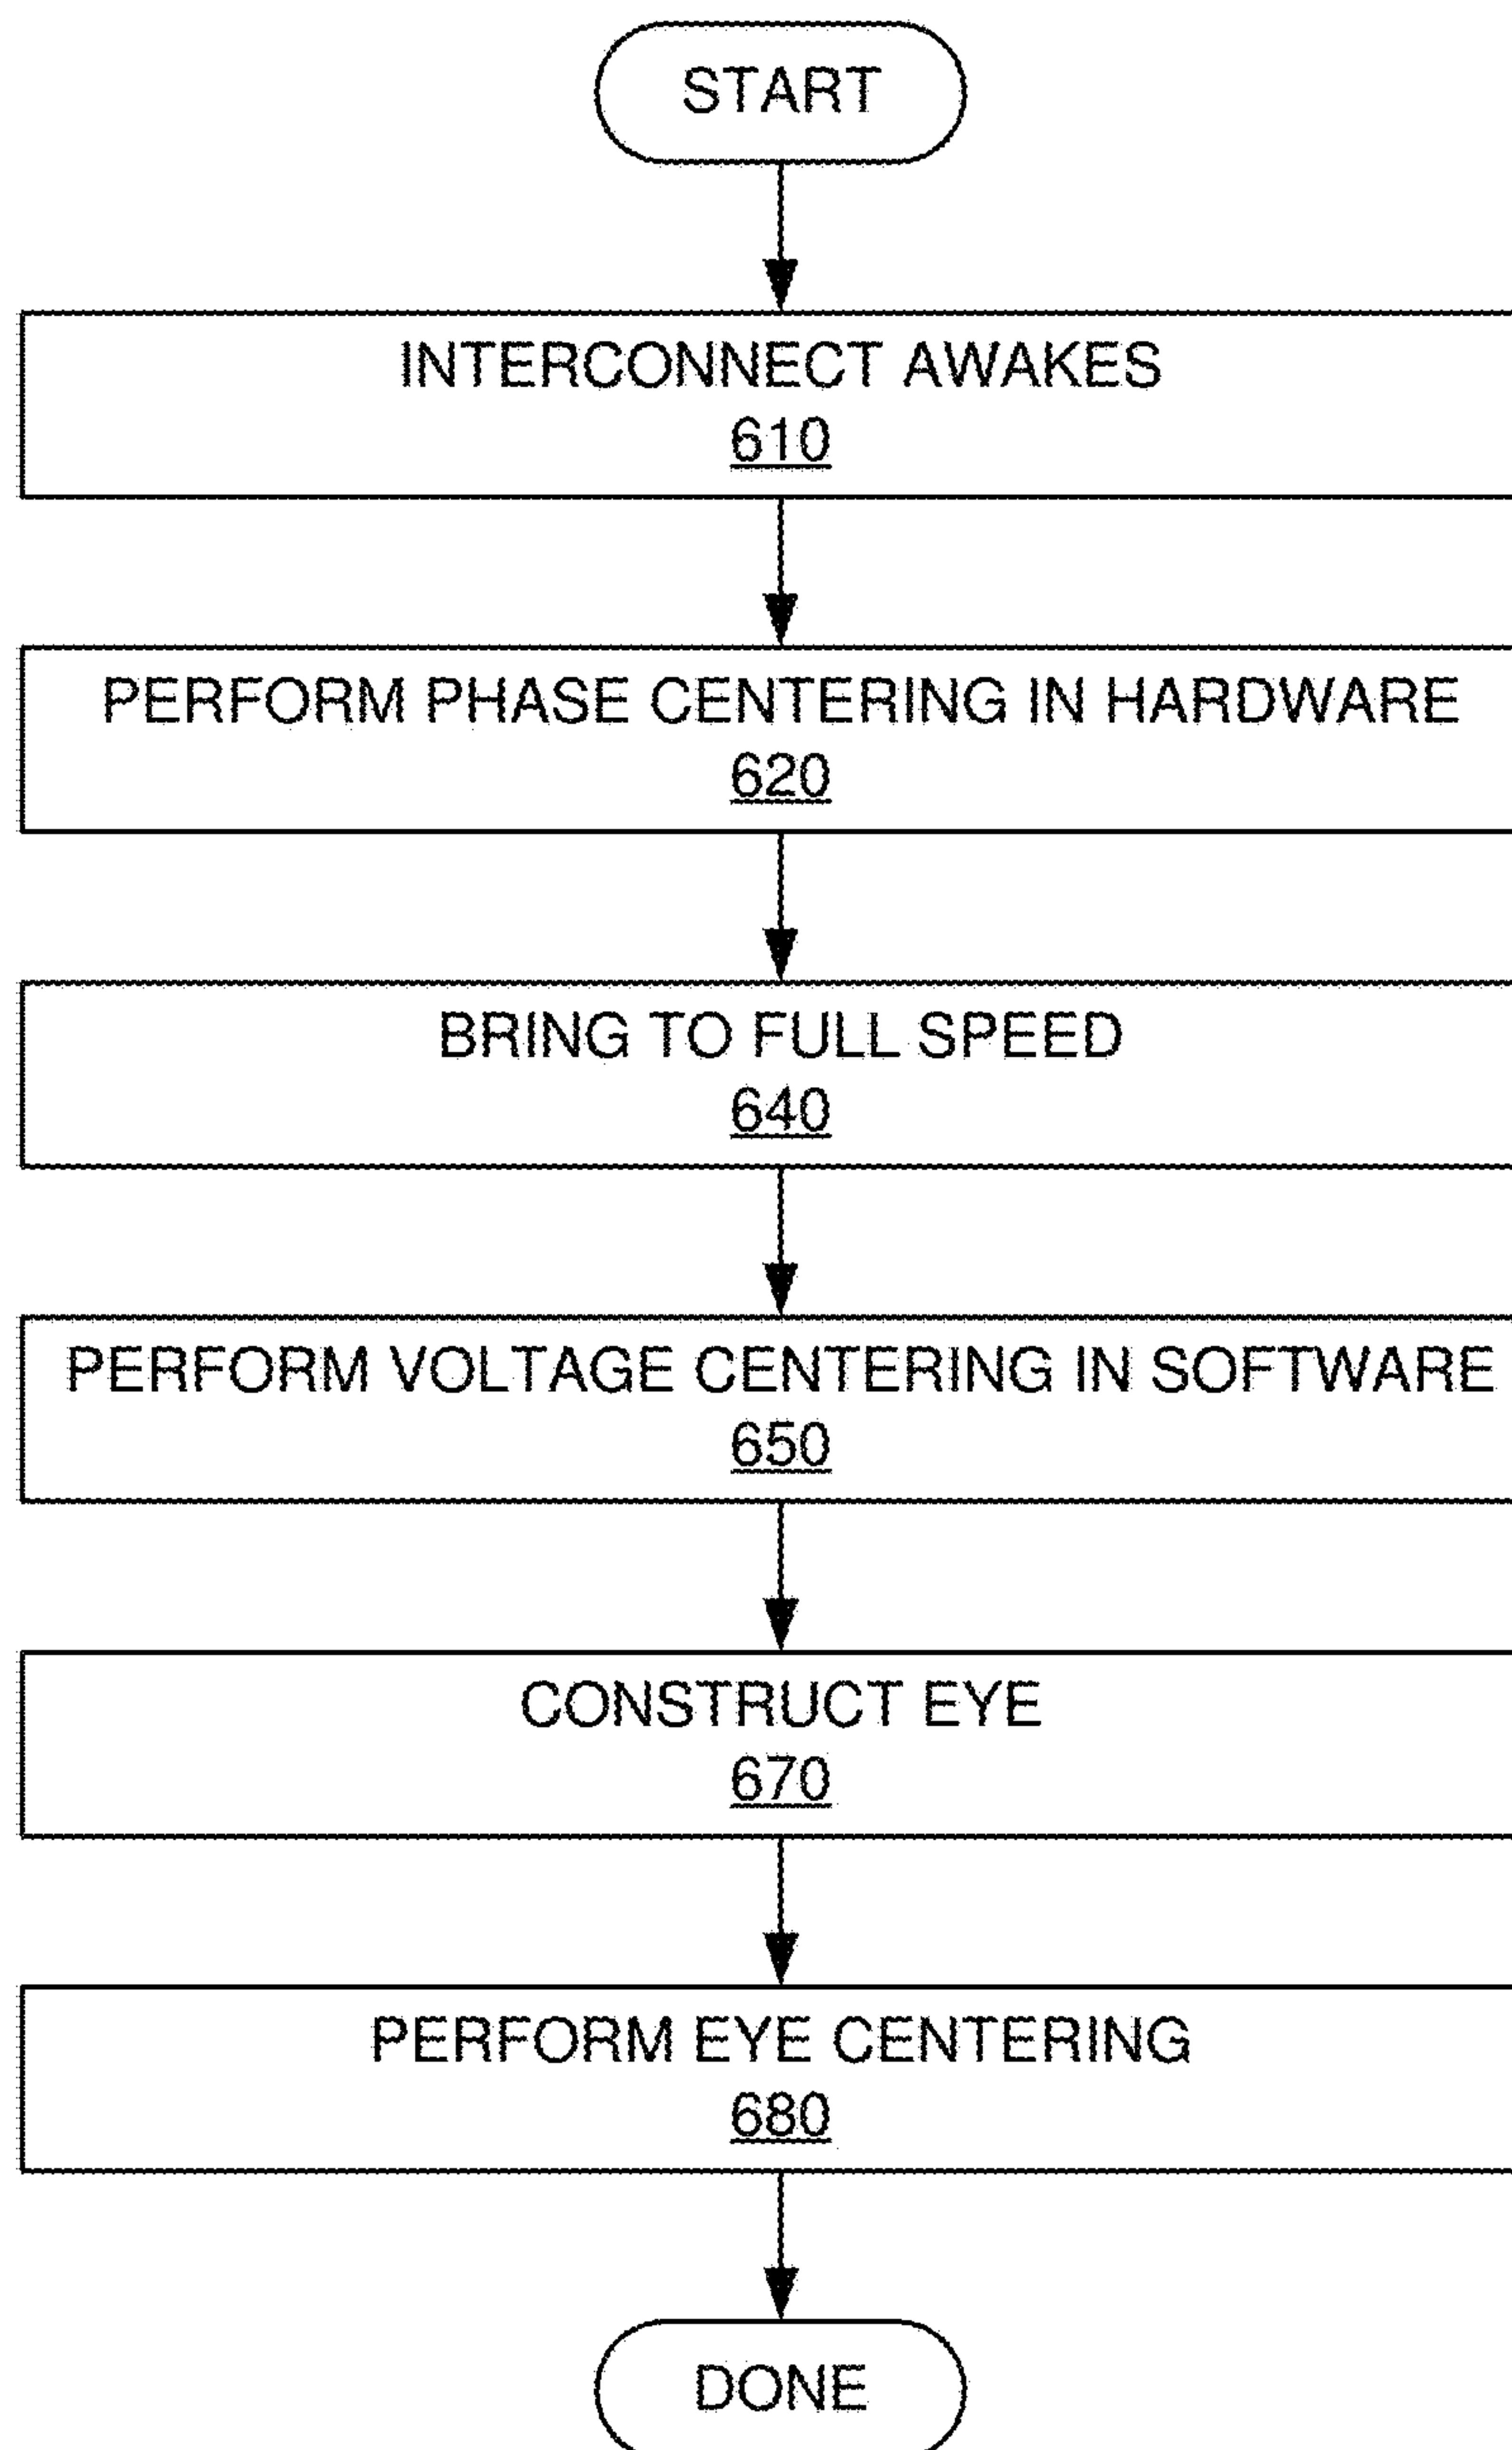 START
INTERCONNECT AWAKES
610
PERFORM PHASE CENTERING IN HARDWARE
620
BRING TO FULL SPEED
640
PERFORM VOLTAGE CENTERING IN SOFTWARE
650
CONSTRUCT EYE
670
PERFORM EYE CENTERING
680
DONE